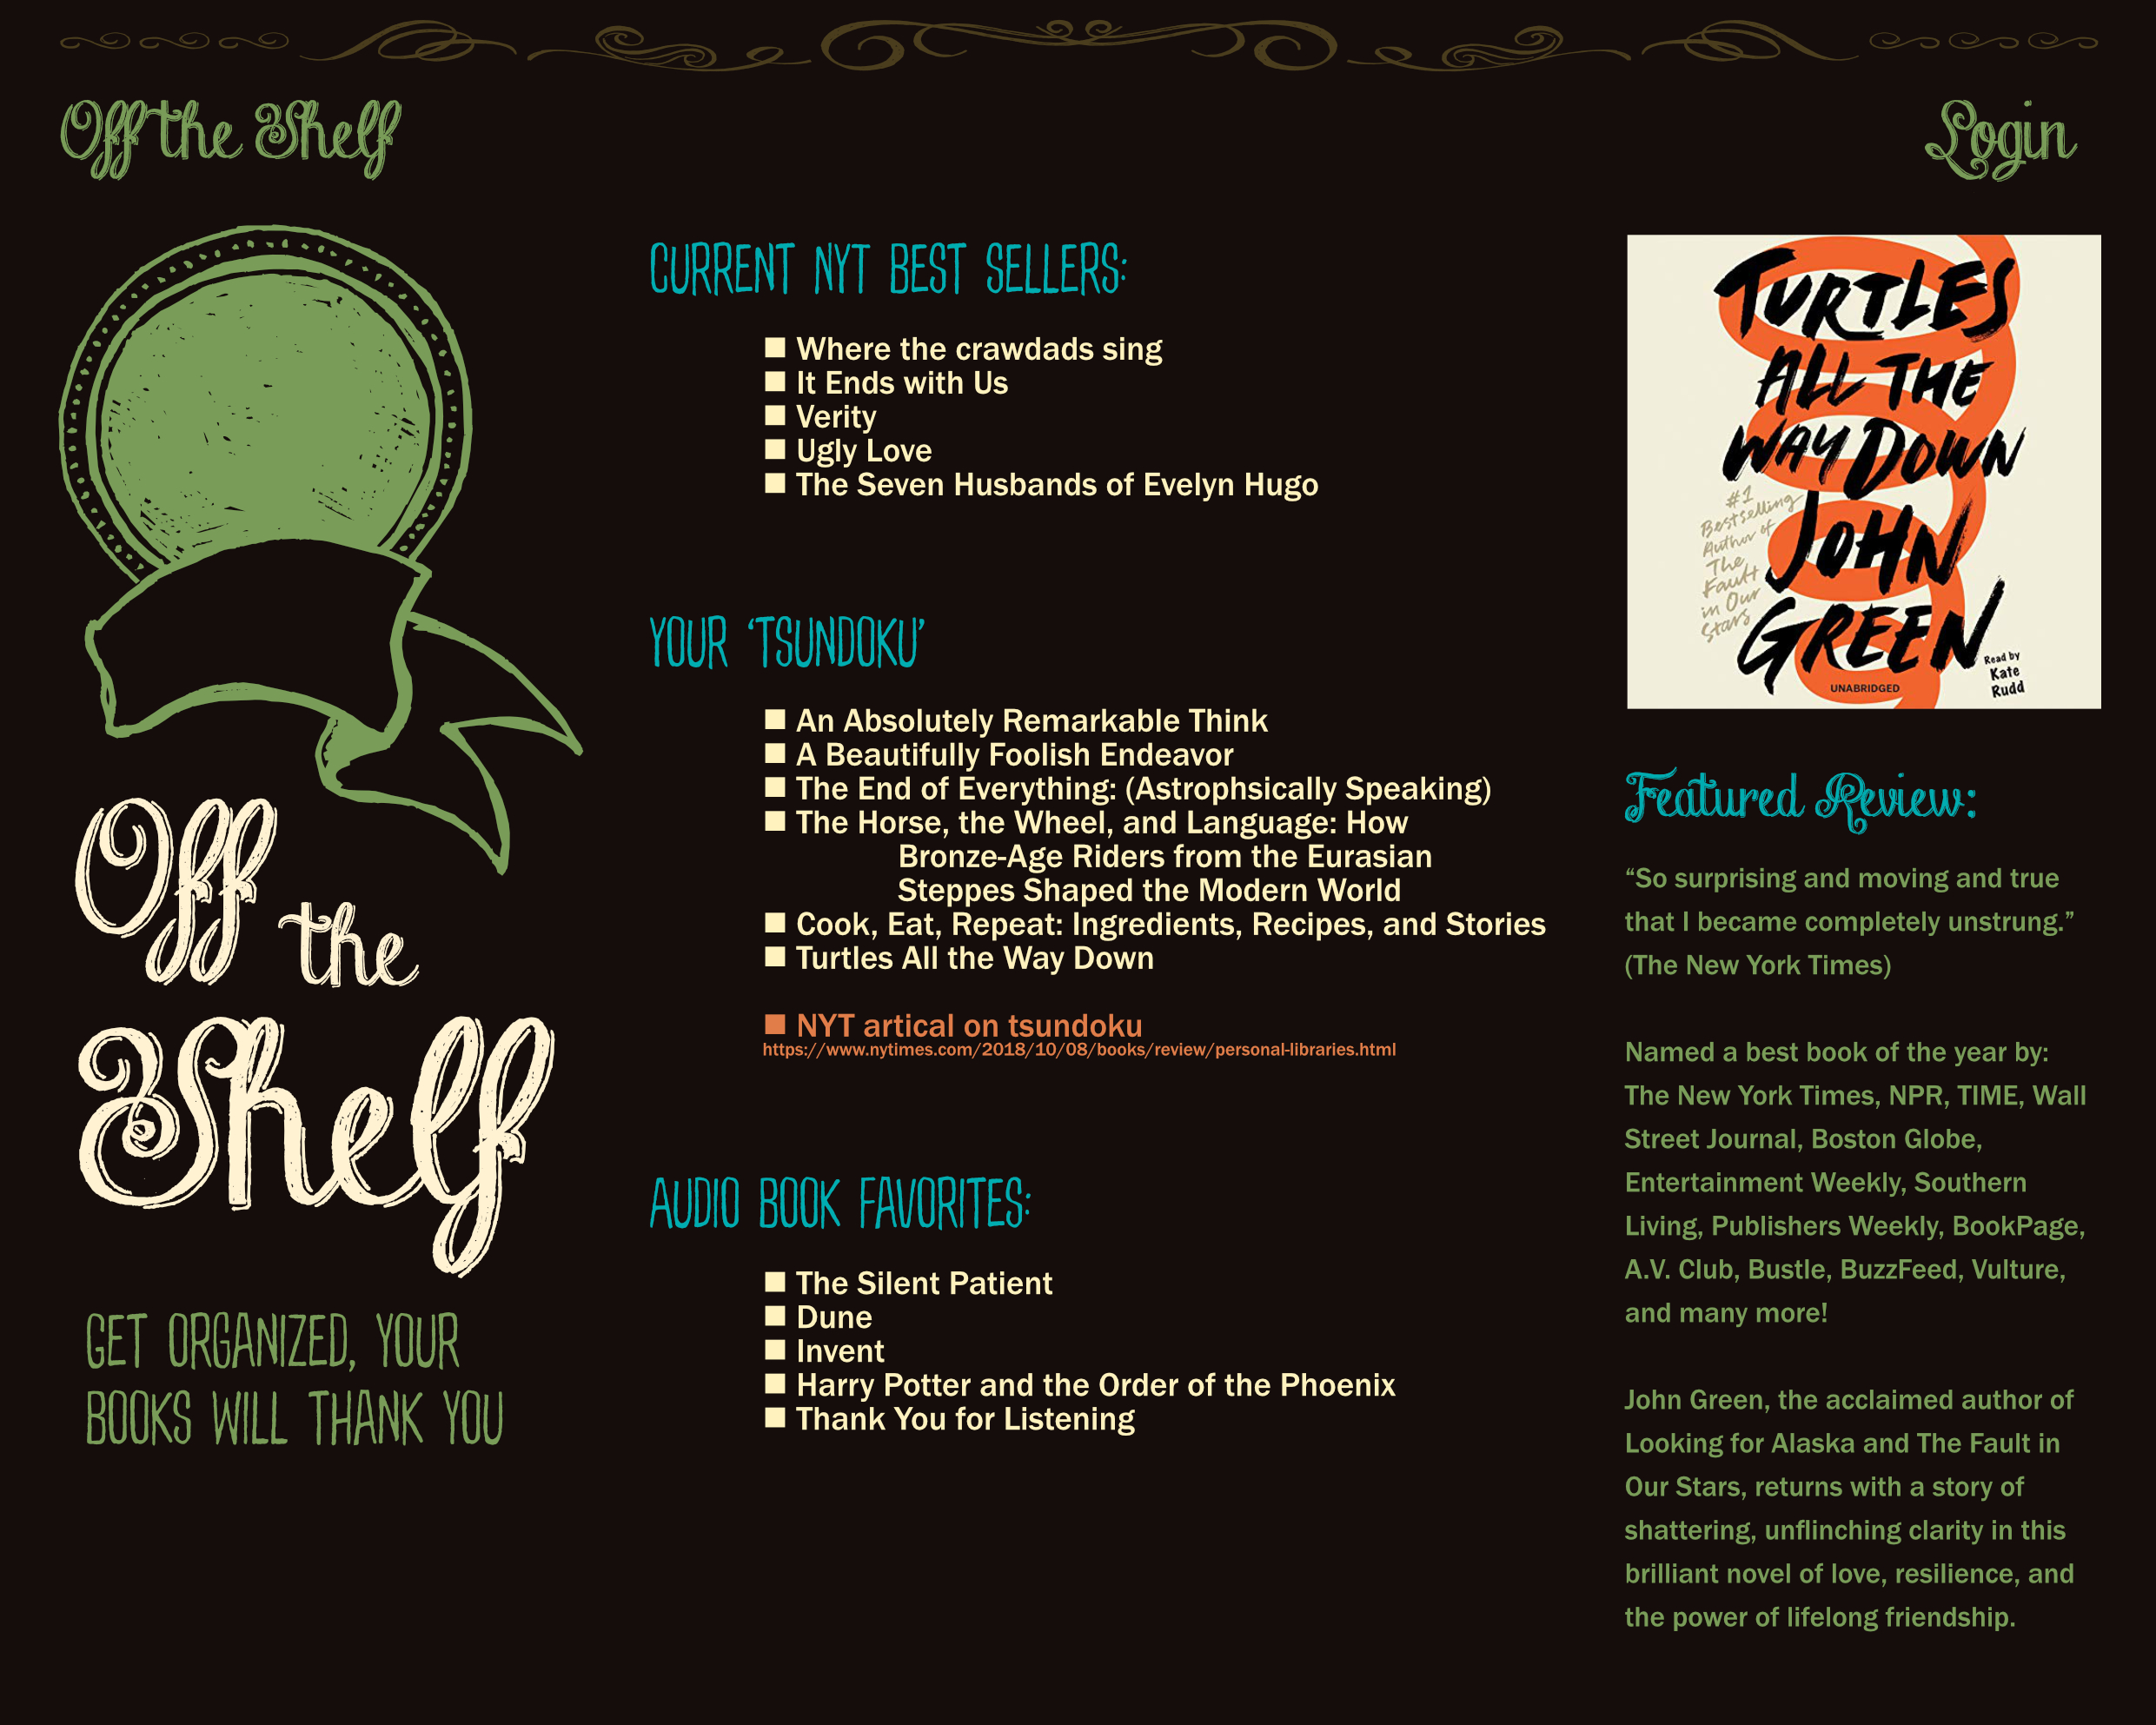 Off the Shelf
Login
Off
the
Shelf
GET ORGANIZED, YOUR
BOOKS WILL THANK YOU
CURRENT NYT BEST SELLERS:
■ Where the crawdads sing
■ It Ends with Us
■ Verity
■ Ugly Love
■ The Seven Husbands of Evelyn Hugo
YOUR ‘TSUNDOKU’
■ An Absolutely Remarkable Think
■ A Beautifully Foolish Endeavor
■ The End of Everything: (Astrophsically Speaking)
■ The Horse, the Wheel, and Language: How
Bronze-Age Riders from the Eurasian
Steppes Shaped the Modern World
■ Cook, Eat, Repeat: Ingredients, Recipes, and Stories
■ Turtles All the Way Down
■ NYT artical on tsundoku
https://www.nytimes.com/2018/10/08/books/review/personal-libraries.html
AUDIO BOOK FAVORITES:
■ The Silent Patient
■ Dune
■ Invent
■ Harry Potter and the Order of the Phoenix
■ Thank You for Listening
TURTLES
ALL THE
WAY DOWN
JOHN
GREEN
#1
Bestselling
Author of
The
Fault
in Our
Stars
Read by
Kate
Rudd
UNABRIDGED
Featured Review:
“So surprising and moving and true
that I became completely unstrung.”
(The New York Times)
Named a best book of the year by:
The New York Times, NPR, TIME, Wall
Street Journal, Boston Globe,
Entertainment Weekly, Southern
Living, Publishers Weekly, BookPage,
A.V. Club, Bustle, BuzzFeed, Vulture,
and many more!
John Green, the acclaimed author of
Looking for Alaska and The Fault in
Our Stars, returns with a story of
shattering, unflinching clarity in this
brilliant novel of love, resilience, and
the power of lifelong friendship.